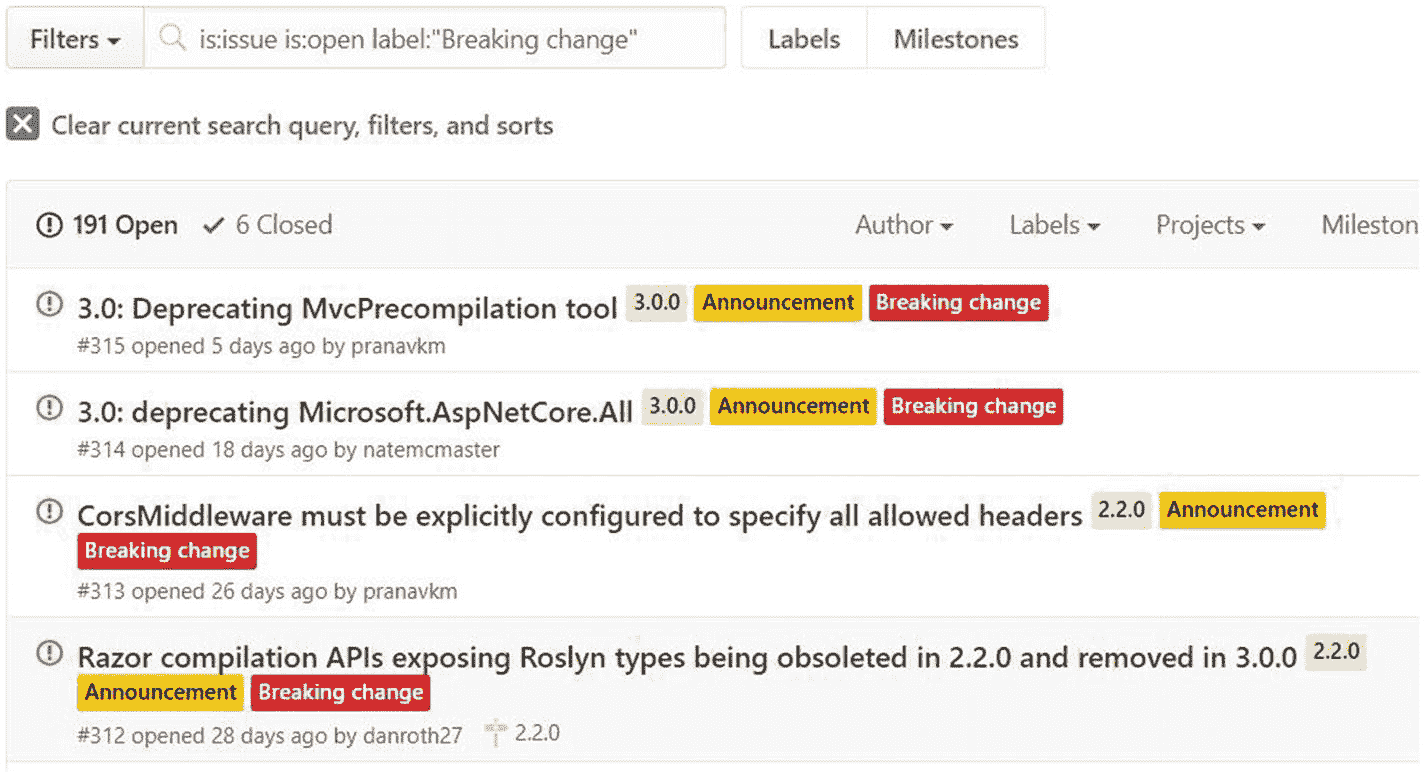 Filters is:issue is:open label:"Breaking change" Labels Milestones
Clear current search query, filters, and sorts
191 Open 6 Closed Author Labels Projects Mileston
3.0: Deprecating MvcPrecompilation tool 3.0.0 Announcement Breaking change
#315 opened 5 days ago by pranavkm
3.0: deprecating Microsoft.AspNetCore.All 3.0.0 Announcement Breaking change
#314 opened 18 days ago by natemcmaster
CorsMiddleware must be explicitly configured to specify all allowed headers 2.2.0 Announcement
Breaking change
#313 opened 26 days ago by pranavkm
Razor compilation APIs exposing Roslyn types being obsoleted in 2.2.0 and removed in 3.0.0 2.2.0
Announcement Breaking change
#312 opened 28 days ago by danroth27 2.2.0